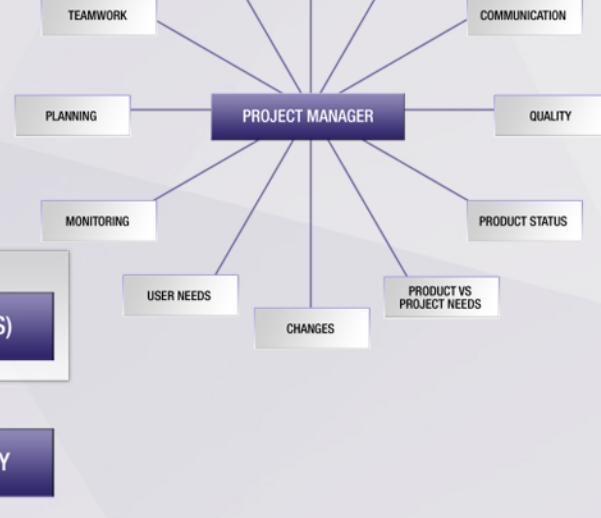 TEAMWORK
COMMUNICATION
PLANNING
PROJECT MANAGER
QUALITY
MONITORING
PRODUCT STATUS
USER NEEDS
PRODUCT VS
PROJECT NEEDS
CHANGES
S)
Y